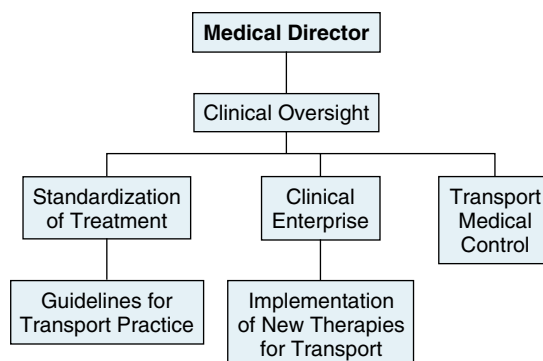 Medical Director
Clinical Oversight
Standardization
of Treatment
Clinical
Enterprise
Transport
Medical
Control
Guidelines for
Transport Practice
Implementation
of New Therapies
for Transport